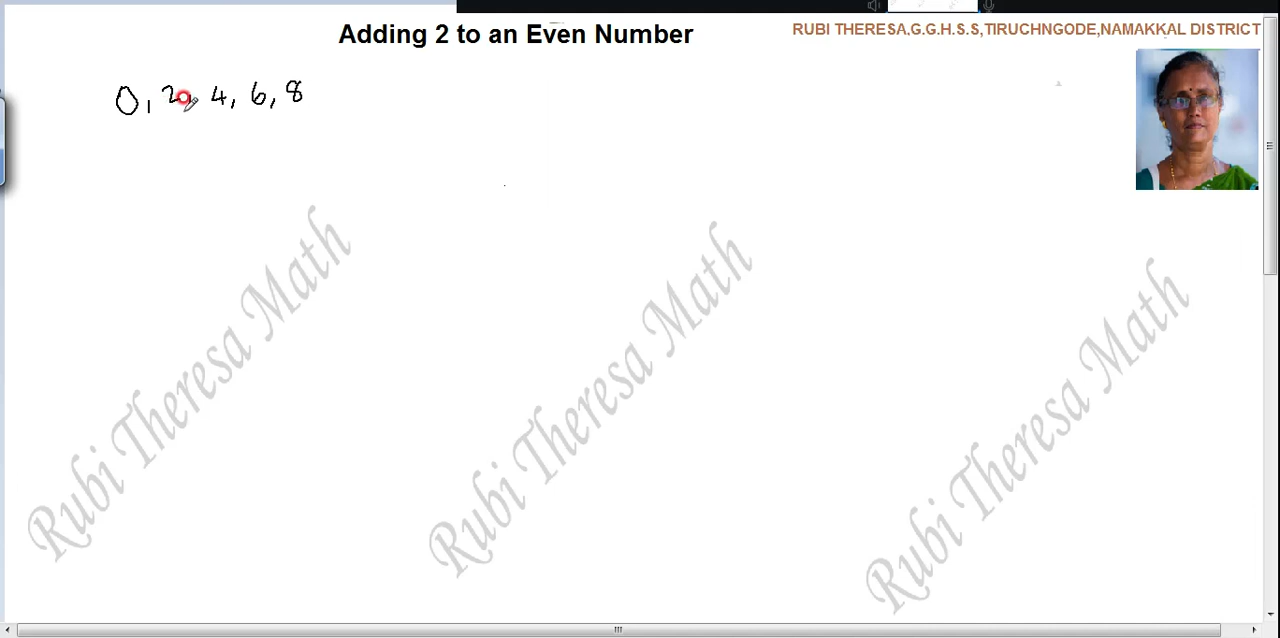 Adding 2 to an Even Number
RUBI THERESA,G.G.H.S.S,TIRUCHNGODE,NAMAKKAL DISTRICT
0, 2, 4, 6, 8
Rubi Theresa Math
Rubi Theresa Math
Rubi Theresa Math